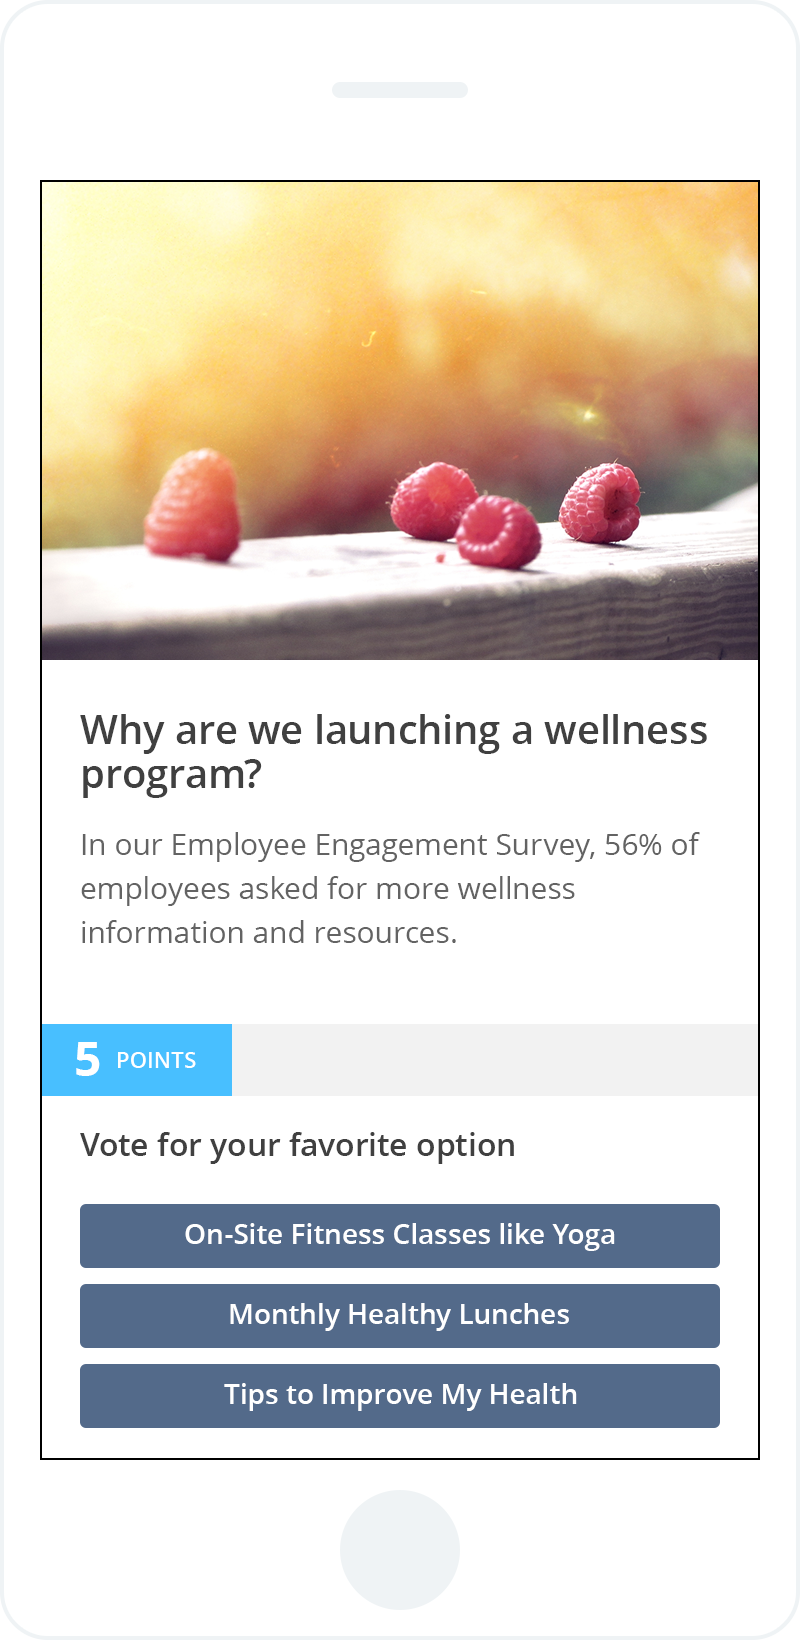 Why are we launching a wellness
program?
In our Employee Engagement Survey, 56% of
employees asked for more wellness
information and resources.
5 POINTS
Vote for your favorite option
On-Site Fitness Classes like Yoga
Monthly Healthy Lunches
Tips to Improve My Health